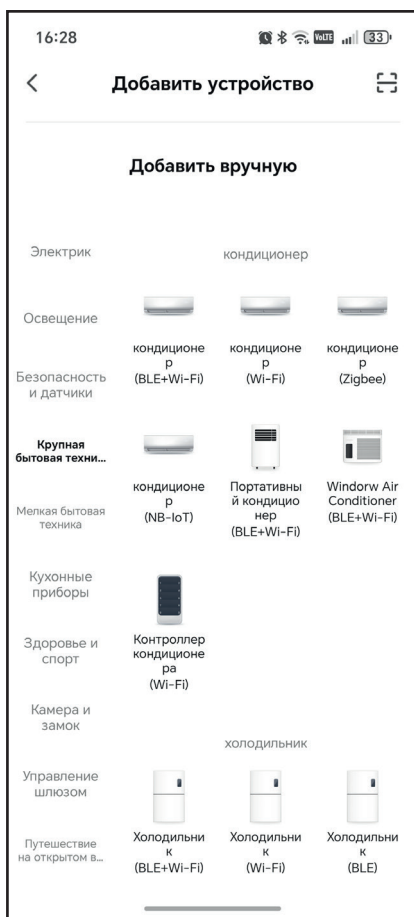 16:28
VoLTE
33
Добавить устройство
Добавить вручную
Электрик
Освещение
Безопасность
и датчики
Крупная
бытовая техни...
Мелкая бытовая
техника
Кухонные
приборы
Здоровье и
спорт
Камера и
замок
Управление
шлюзом
Путешествие
на открытом в...
кондиционер
кондиционе
р
(BLE+Wi-Fi)
кондиционе
р
(Wi-Fi)
кондиционе
р
(Zigbee)
кондиционе
р
(NB-IoT)
Портативны
й кондицио
нер
(BLE+Wi-Fi)
Windorw Air
Conditioner
(BLE+Wi-Fi)
Контроллер
кондиционе
ра
(Wi-Fi)
холодильник
Холодильни
к
(BLE+Wi-Fi)
Холодильни
к
(Wi-Fi)
Холодильни
к
(BLE)